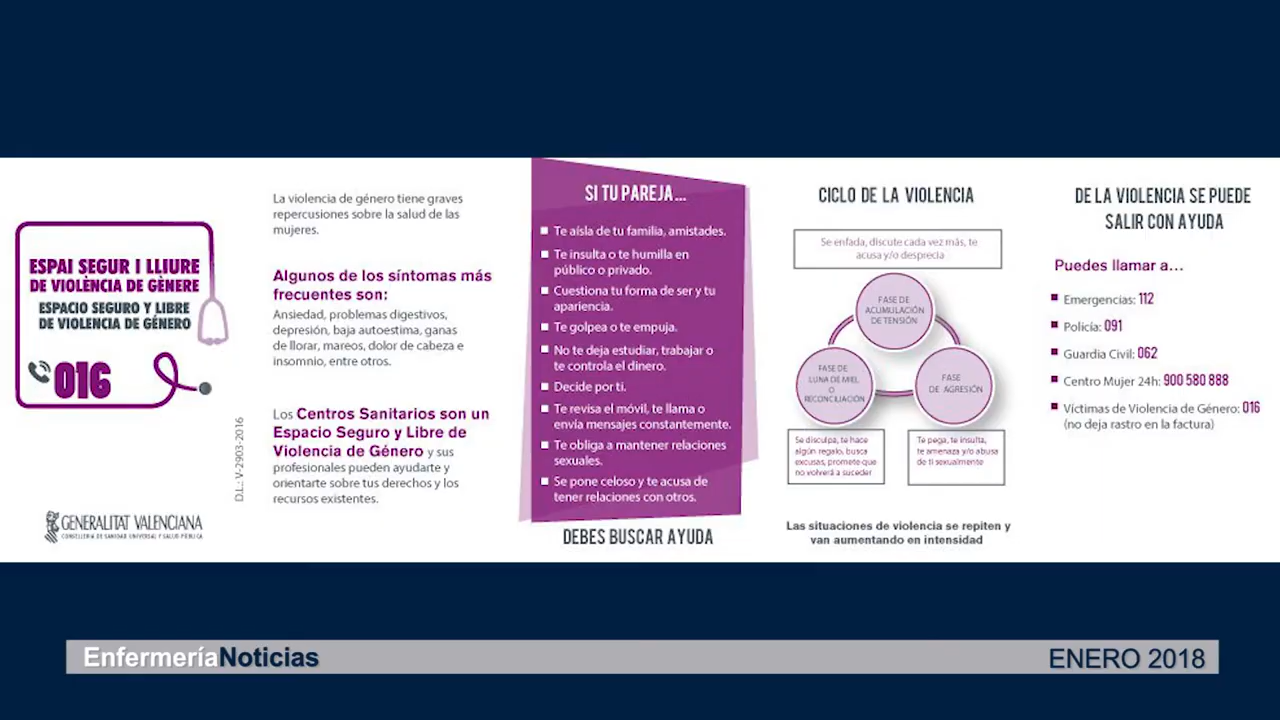 ESPAI SEGUR I LLIURE
DE VIOLÈNCIA DE GÈNERE
ESPACIO SEGURO Y LIBRE
DE VIOLENCIA DE GÉNERO
016
GENERALITAT VALENCIANA
CONSELLERIA DE SANIDAD UNIVERSAL Y SALUD PÚBLICA
D.L.: V-2903-2016
La violencia de género tiene graves
repercusiones sobre la salud de las
mujeres.
Algunos de los síntomas más
frecuentes son:
Ansiedad, problemas digestivos,
depresión, baja autoestima, ganas
de llorar, mareos, dolor de cabeza e
insomnio, entre otros.
Los Centros Sanitarios son un
Espacio Seguro y Libre de
Violencia de Género y sus
profesionales pueden ayudarte y
orientarte sobre tus derechos y los
recursos existentes.
SI TU PAREJA...
Te aísla de tu familia, amistades.
Te insulta o te humilla en
público o privado.
Cuestiona tu forma de ser y tu
apariencia.
Te golpea o te empuja.
No te deja estudiar, trabajar o
te controla el dinero.
Decide por ti.
Te revisa el móvil, te llama o
envía mensajes constantemente.
Te obliga a mantener relaciones
sexuales.
Se pone celoso y te acusa de
tener relaciones con otros.
DEBES BUSCAR AYUDA
CICLO DE LA VIOLENCIA
Se enfada, discute cada vez más, te
acusa y/o desprecia
FASE DE
ACUMULACIÓN
DE TENSIÓN
FASE DE
LUNA DE MIEL
O
RECONCILIACIÓN
FASE
DE AGRESIÓN
Se disculpa, te hace
algún regalo, busca
excusas, promete que
no volverá a suceder
Te pega, te insulta,
te amenaza y/o abusa
de ti sexualmente
Las situaciones de violencia se repiten y
van aumentando en intensidad
DE LA VIOLENCIA SE PUEDE
SALIR CON AYUDA
Puedes llamar a...
Emergencias: 112
Policía: 091
Guardia Civil: 062
Centro Mujer 24h: 900 580 888
Víctimas de Violencia de Género: 016
(no deja rastro en la factura)
EnfermeríaNoticias
ENERO 2018